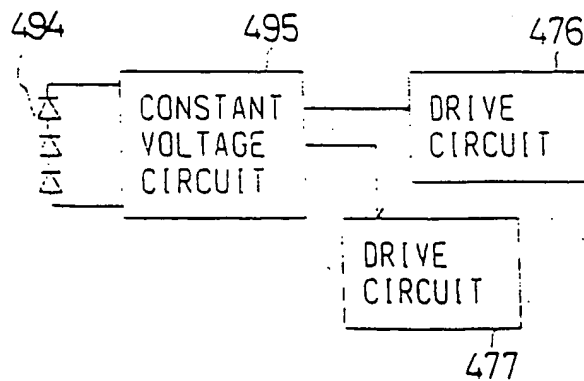 494
495
476
CONSTANT
VOLTAGE
CIRCUIT
DRIVE
CIRCUIT
DRIVE
CIRCUIT
477